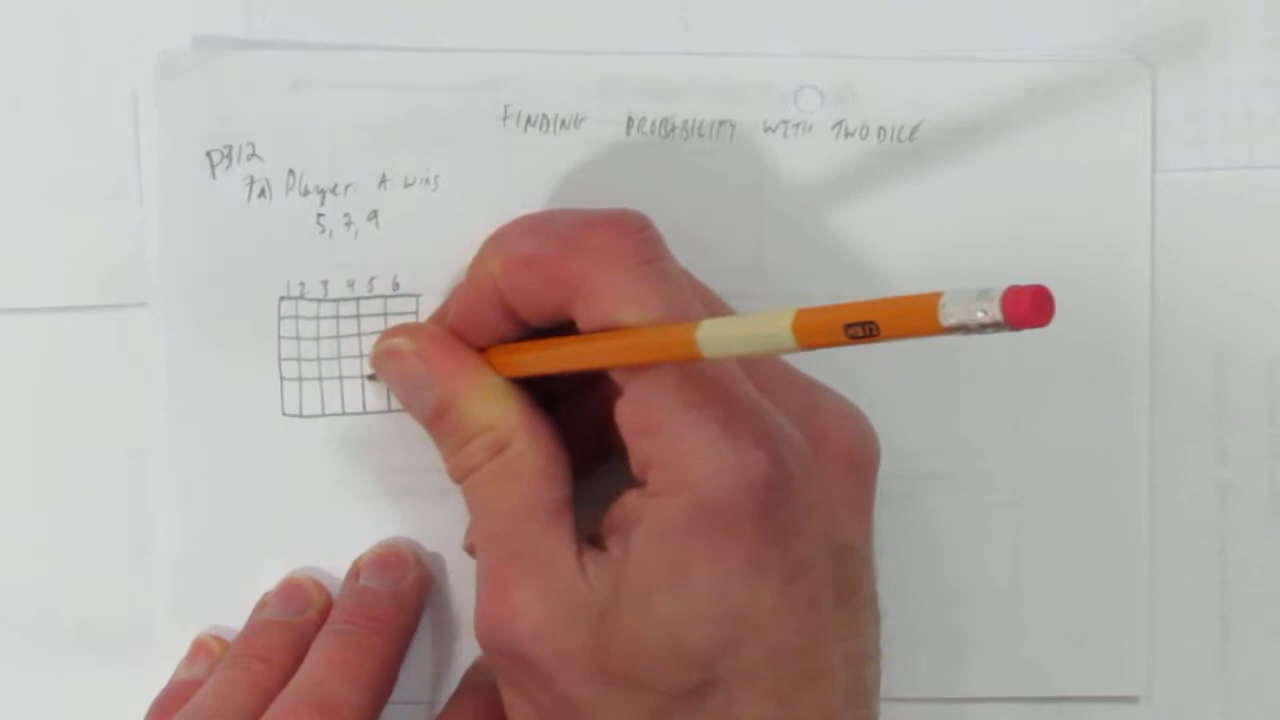 FINDING PROBABILITY WITH TWO DICE
p312
7a) Player A wins
5, 7, 9
1 2 3 4 5 6